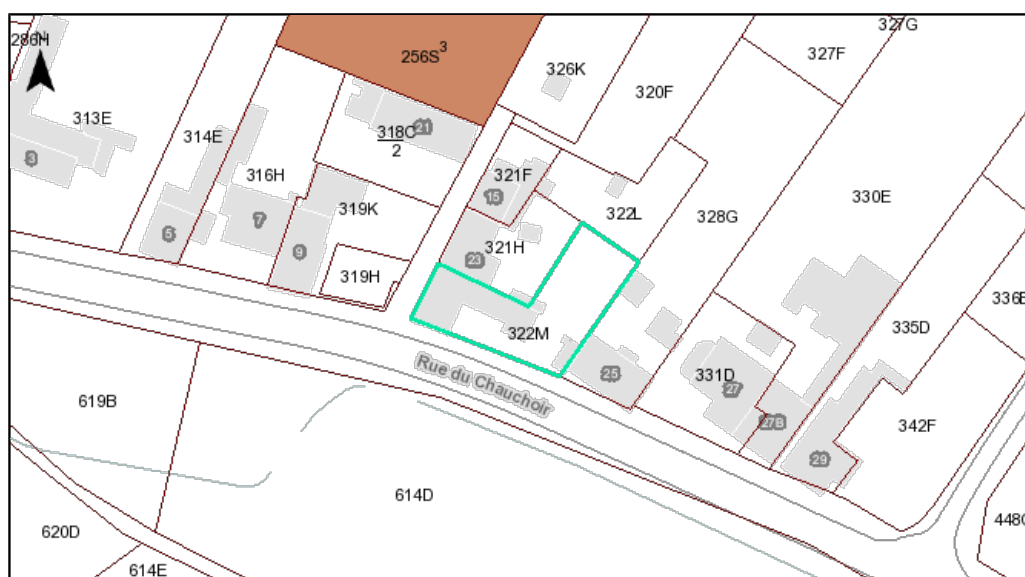 327G
286H
N
256S³
327F
326K
320F
313E
21
314E
318C
2
3
316H
321F
15
330E
319K
322L
328G
7
5
9
321H
23
319H
336E
335D
322M
Rue du Chauchoir
25
331D
27
27B
619B
342F
29
614D
448C
620D
614E